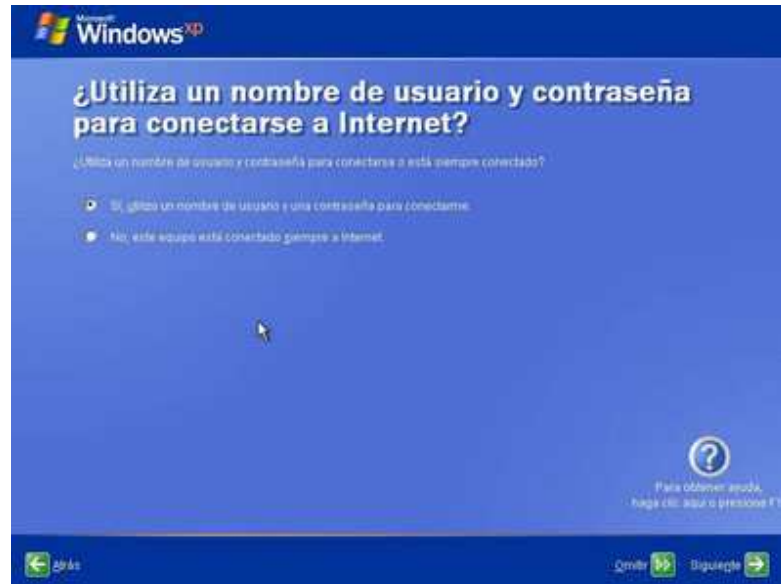 Microsoft
Windows xp
¿Utiliza un nombre de usuario y contraseña
para conectarse a Internet?
¿Utiliza un nombre de usuario y contraseña para conectarse o está siempre conectado?
Sí, utilizo un nombre de usuario y una contraseña para conectarme.
No, este equipo está conectado siempre a Internet.
Para obtener ayuda,
haga clic aquí o presione F1
Atrás
Omitir
Siguiente